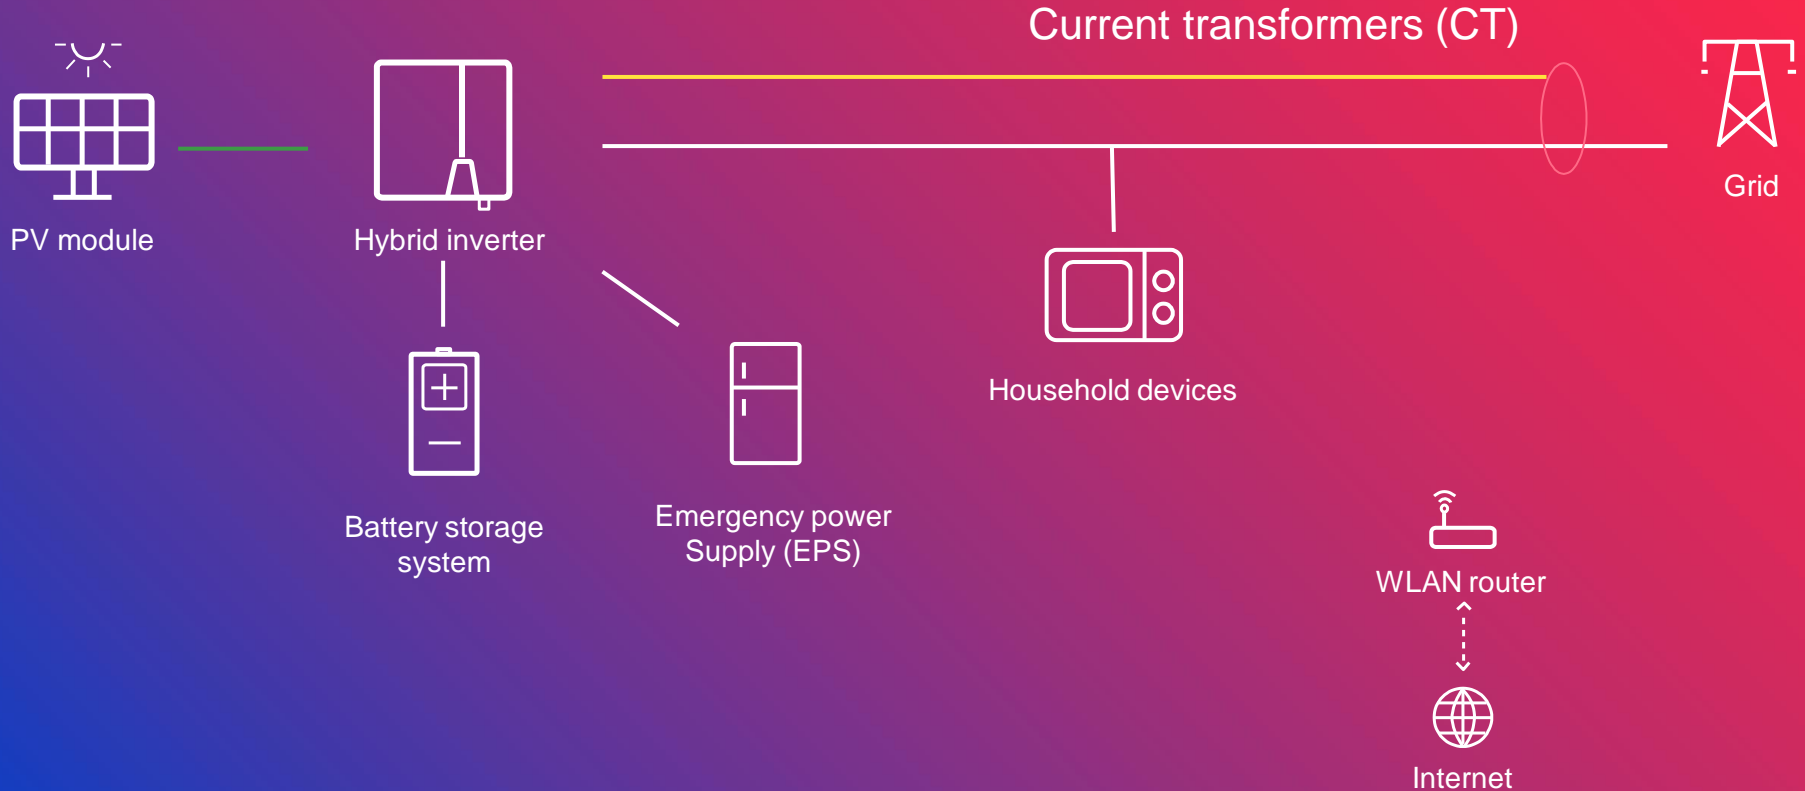 Current transformers (CT)
Grid
PV module
Hybrid inverter
Household devices
Battery storage
system
Emergency power
Supply (EPS)
WLAN router
Internet